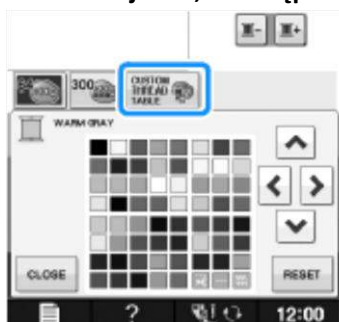 300
CUSTOM
THREAD
TABLE
WARM GRAY
CLOSE
RESET
?
12:00